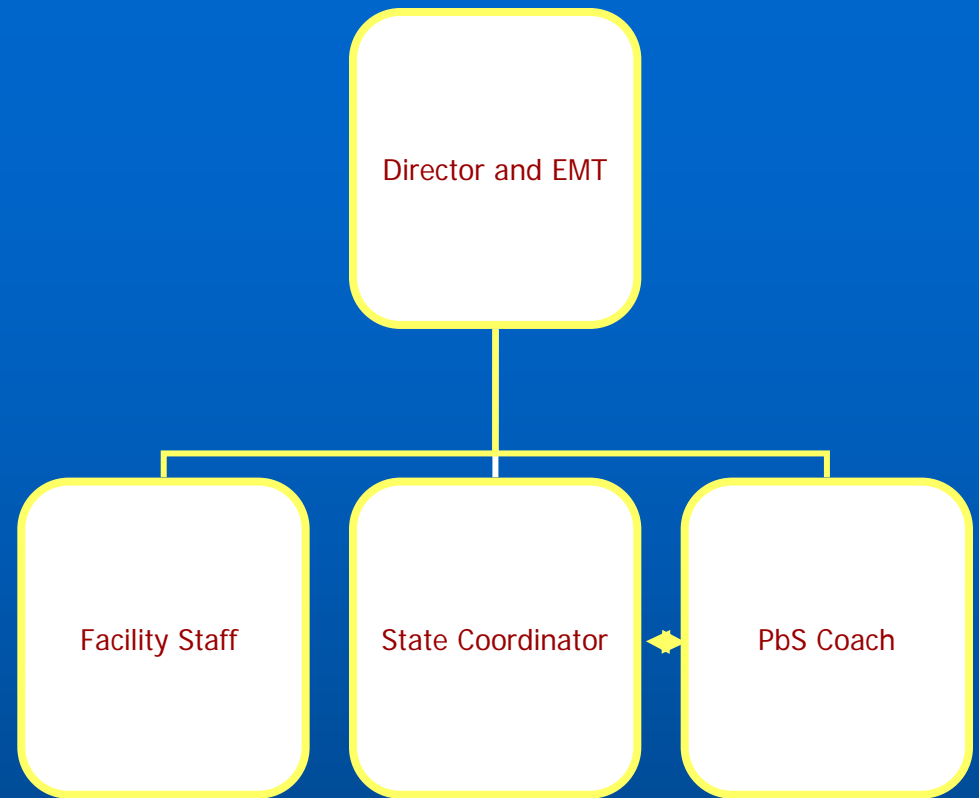 Director and EMT
Facility Staff
State Coordinator
PbS Coach